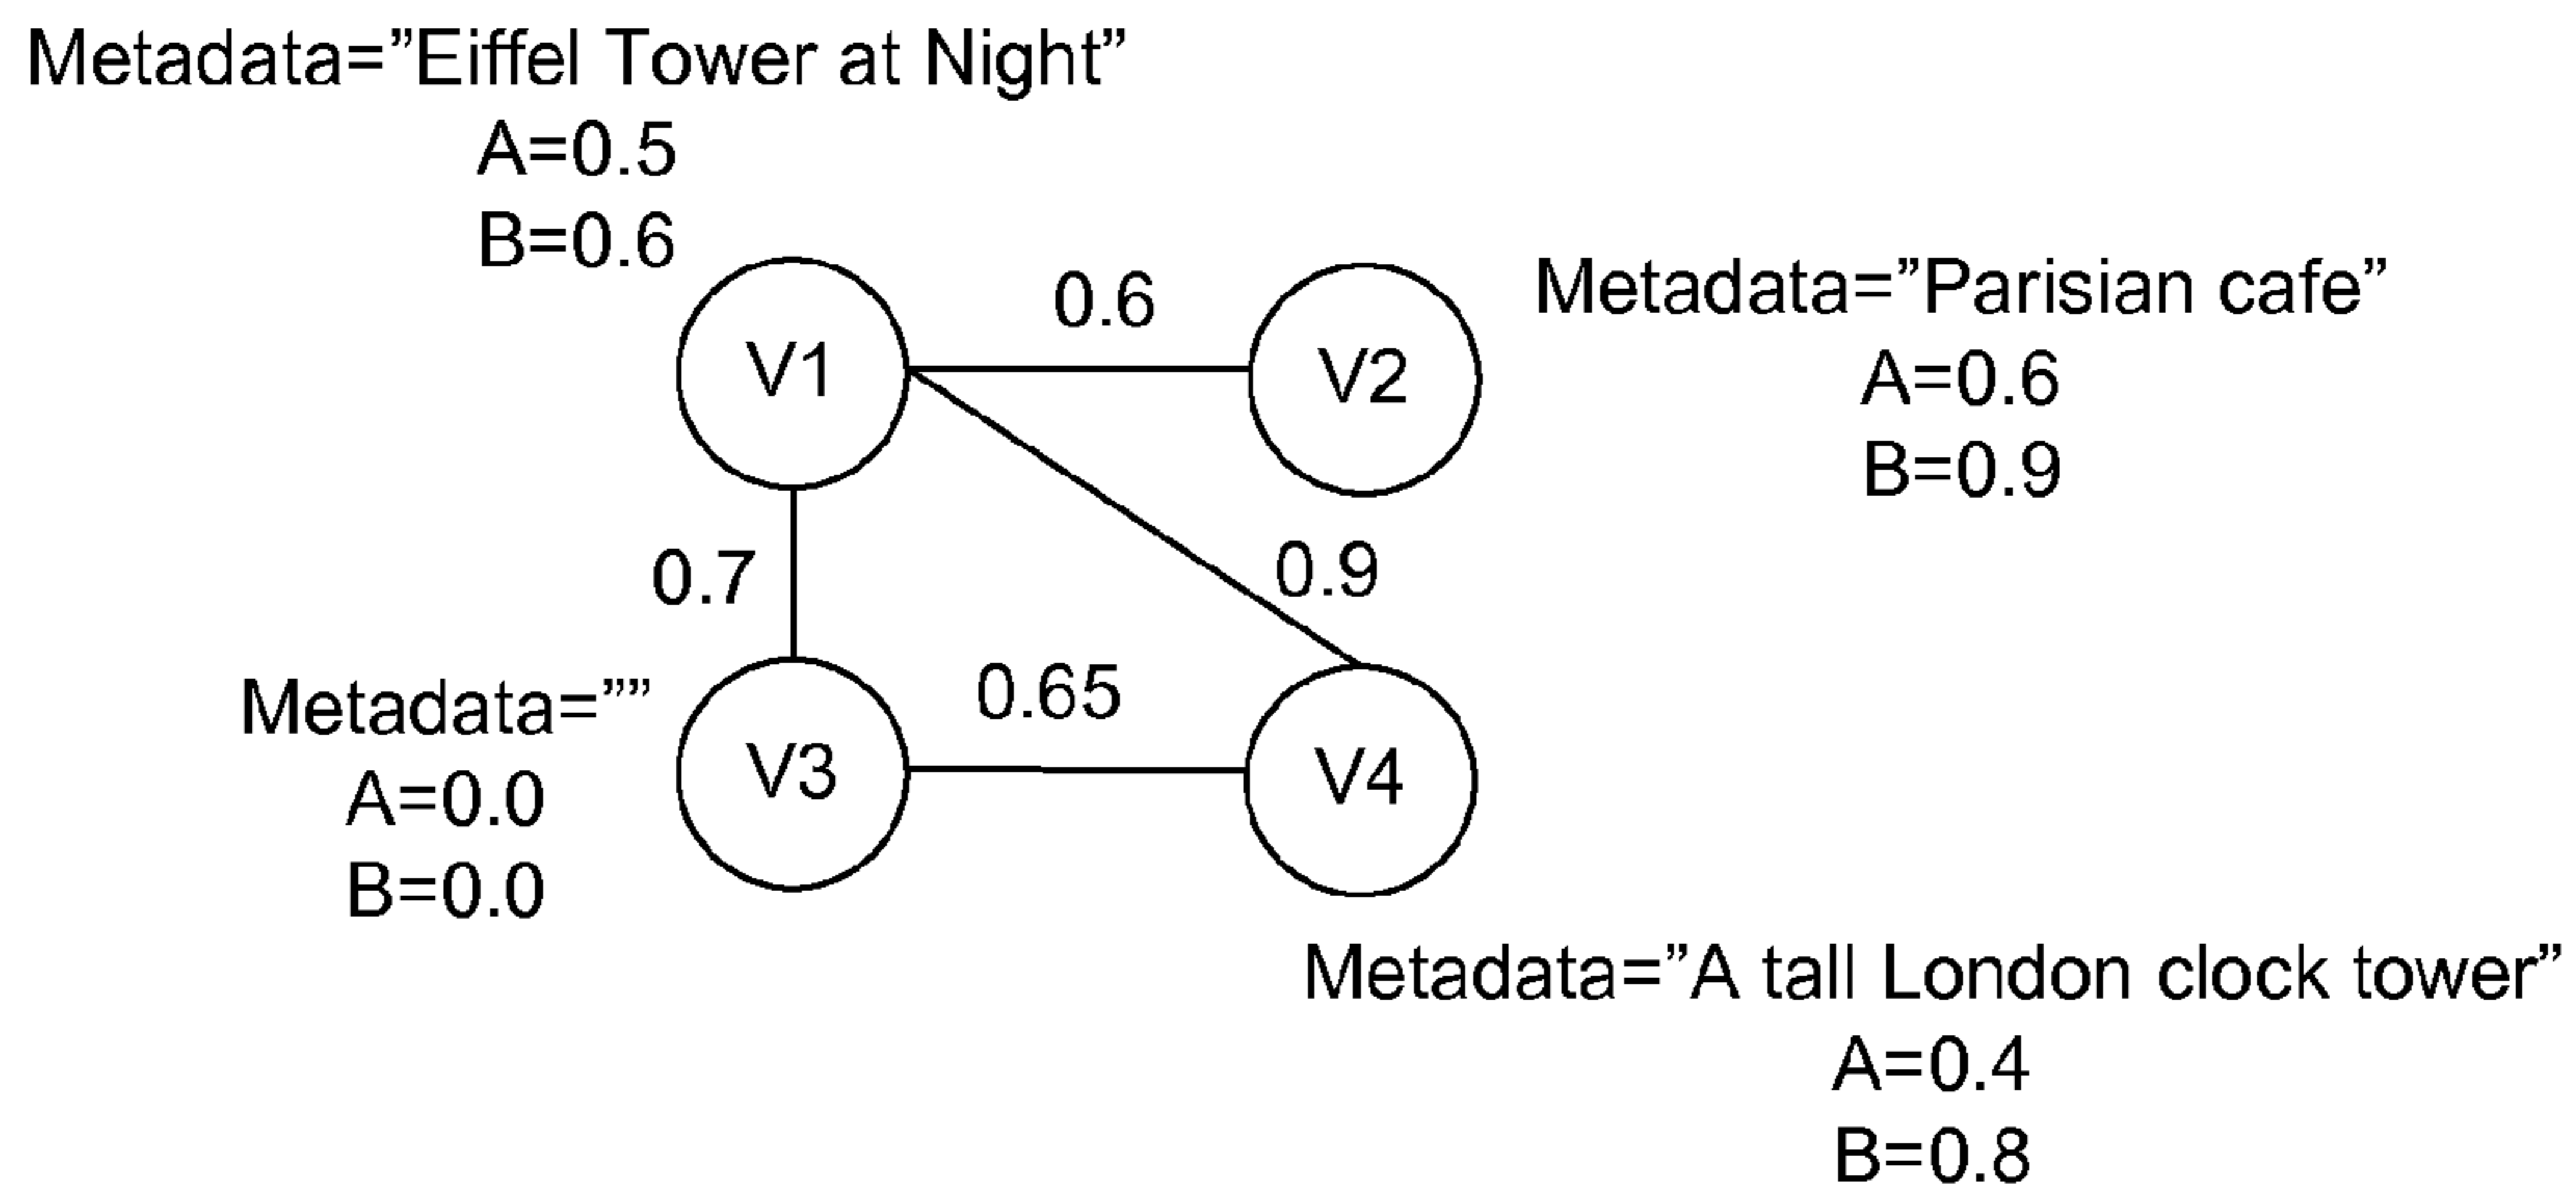 Metadata=”Eiffel Tower at Night”
A=0.5
B=0.6
V1
0.6
V2
Metadata=”Parisian cafe”
A=0.6
B=0.9
0.7
0.9
Metadata=””
A=0.0
B=0.0
V3
0.65
V4
Metadata=”A tall London clock tower”
A=0.4
B=0.8